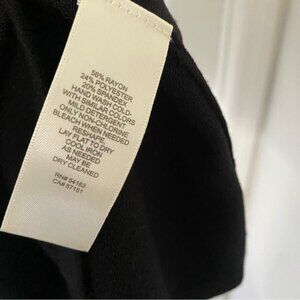 56% RAYON
24% POLYESTER
20% SPANDEX
HAND WASH COLD-
WITH SIMILAR COLORS
MILD DETERGENT
ONLY NON-CHLORINE
BLEACH WHEN NEEDED
RESHAPE,
LAY FLAT TO DRY
COOL IRON
AS NEEDED
MAY BE
DRY CLEANED
RN# 54163
CA# 57151